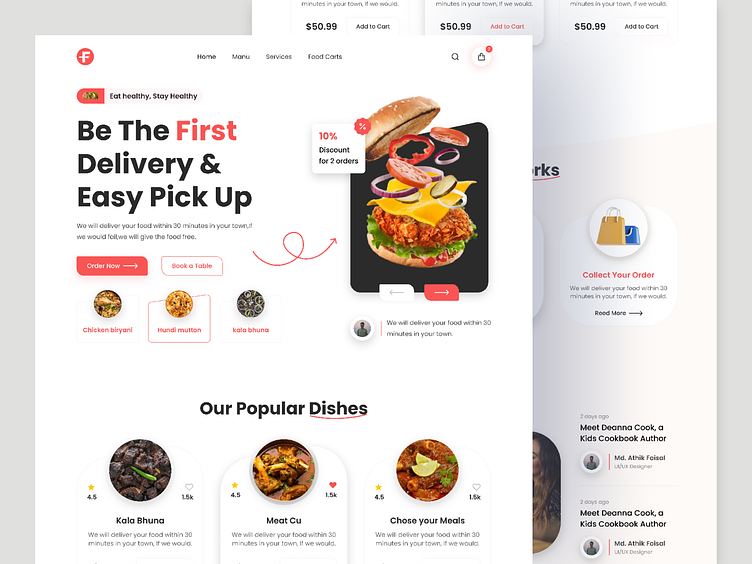 minutes in your town, If we would.
minutes in your town, If we would.
minutes in your town, If we would.
$50.99
Add to Cart
$50.99
Add to Cart
$50.99
Add to Cart
F
Home
Manu
Services
Food Carts
2
Eat healthy, Stay Healthy
Be The First
Delivery &
Easy Pick Up
We will deliver your food within 30 minutes in your town,if
we would fail,we will give the food free.
Order Now
Book a Table
Chicken biryani
Hundi mutton
kala bhuna
10%
Discount
for 2 orders
%
We will deliver your food within 30
minutes in your town.
Our Popular Dishes
4.5
1.5k
Kala Bhuna
We will deliver your food within 30
minutes in your town, If we would.
4.5
1.5k
Meat Cu
We will deliver your food within 30
minutes in your town, If we would.
4.5
1.5k
Chose your Meals
We will deliver your food within 30
minutes in your town, If we would.
orks
Collect Your Order
We will deliver your food within 30
minutes in your town, If we would.
Read More
2 days ago
Meet Deanna Cook, a
Kids Cookbook Author
Md. Athik Faisal
UI/UX Designer
2 days ago
Meet Deanna Cook, a
Kids Cookbook Author
Md. Athik Faisal
UI/UX Designer